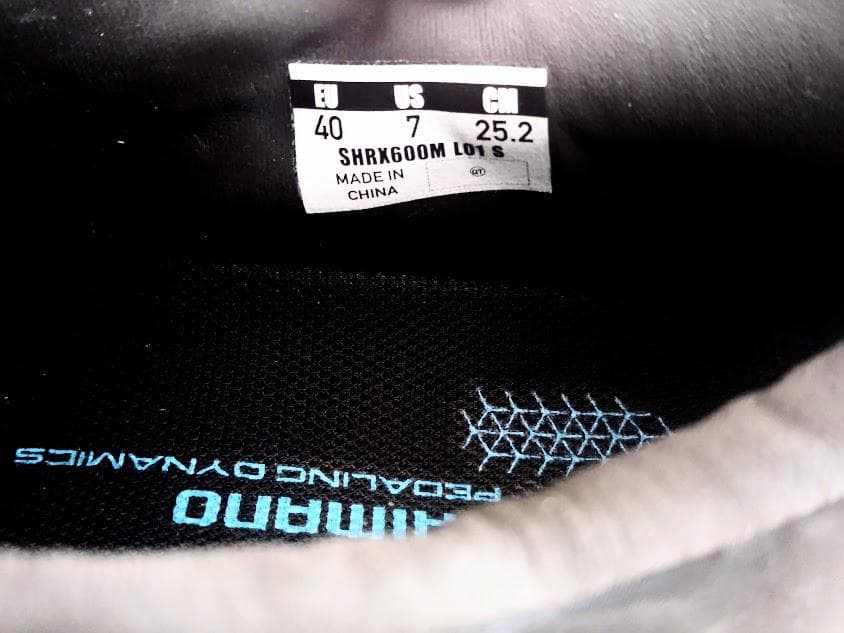 EU US CM
40 7 25.2
SHRX600M L01 S
MADE IN
CHINA
PEDALING DYNAMICS